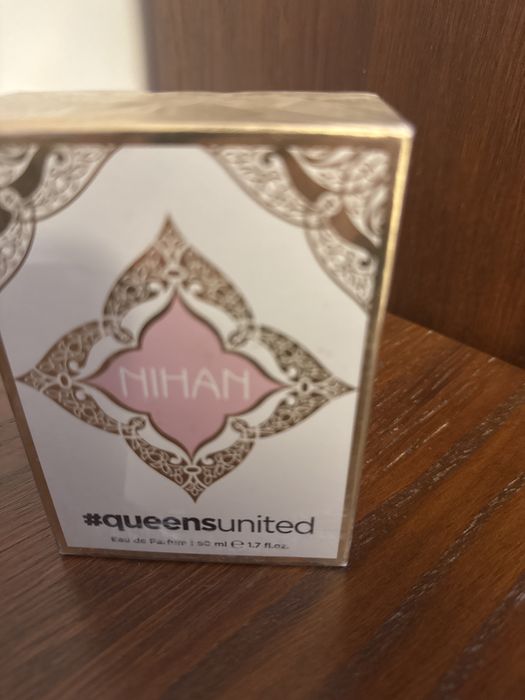 NIHAN
#queensunited
Eau de Parfum | 50 ml ℮ 1.7 fl.oz.